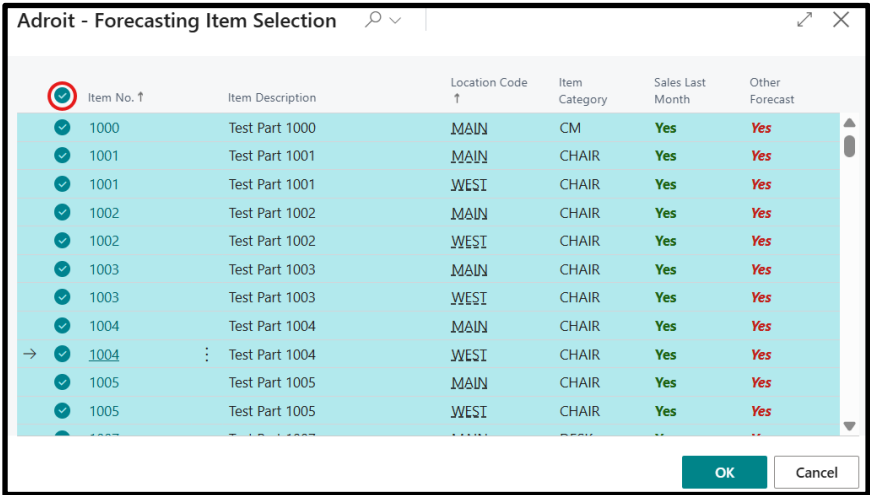 Adroit - Forecasting Item Selection
Item No. ↑ Item Description Location Code ↑ Item Category Sales Last Month Other Forecast
1000 Test Part 1000 MAIN CM Yes Yes
1001 Test Part 1001 MAIN CHAIR Yes Yes
1001 Test Part 1001 WEST CHAIR Yes Yes
1002 Test Part 1002 MAIN CHAIR Yes Yes
1002 Test Part 1002 WEST CHAIR Yes Yes
1003 Test Part 1003 MAIN CHAIR Yes Yes
1003 Test Part 1003 WEST CHAIR Yes Yes
1004 Test Part 1004 MAIN CHAIR Yes Yes
1004 Test Part 1004 WEST CHAIR Yes Yes
1005 Test Part 1005 MAIN CHAIR Yes Yes
1005 Test Part 1005 WEST CHAIR Yes Yes
OK Cancel